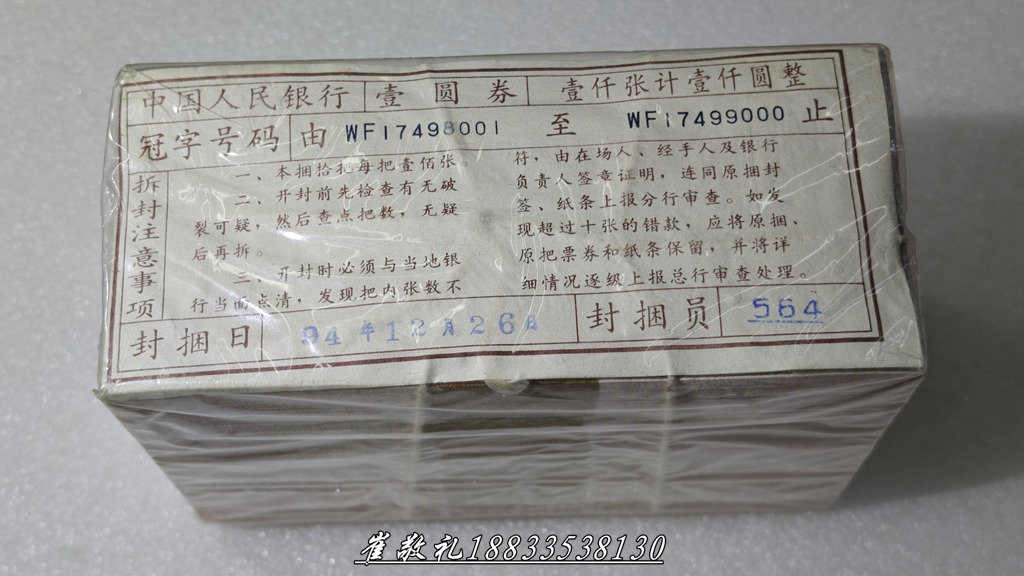 中国人民银行 壹圆券 壹仟张计壹仟圆整
冠字号码 由 WF17498001 至 WF17499000 止
拆封注意事项
一、本捆拾扎每把壹佰张。
二、开封前先检查有无破
裂可疑，然后查点把数，无疑
后再拆。
三、开封时必须与当地银
行当面点清，发现把内张数不
符，由在场人、经手人及银行
负责人签章证明，连同原捆封
签、纸条上报分行审查。如发
现超过十张的错款，应将原捆、
原把票券和纸条保留，并将详
细情况逐级上报总行审查处理。
封捆日 94年12月26日 封捆员 564
崔敬礼18833538130